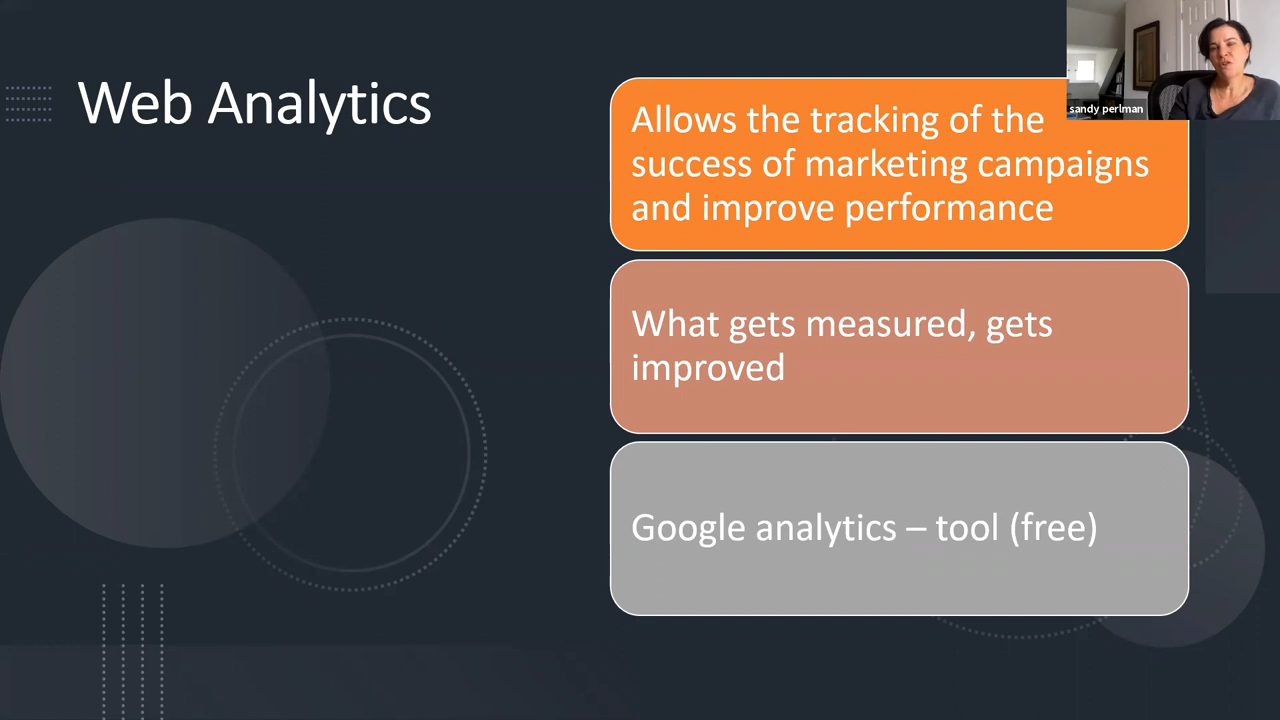 Web Analytics
sandy perlman
Allows the tracking of the
success of marketing campaigns
and improve performance
What gets measured, gets
improved
Google analytics – tool (free)